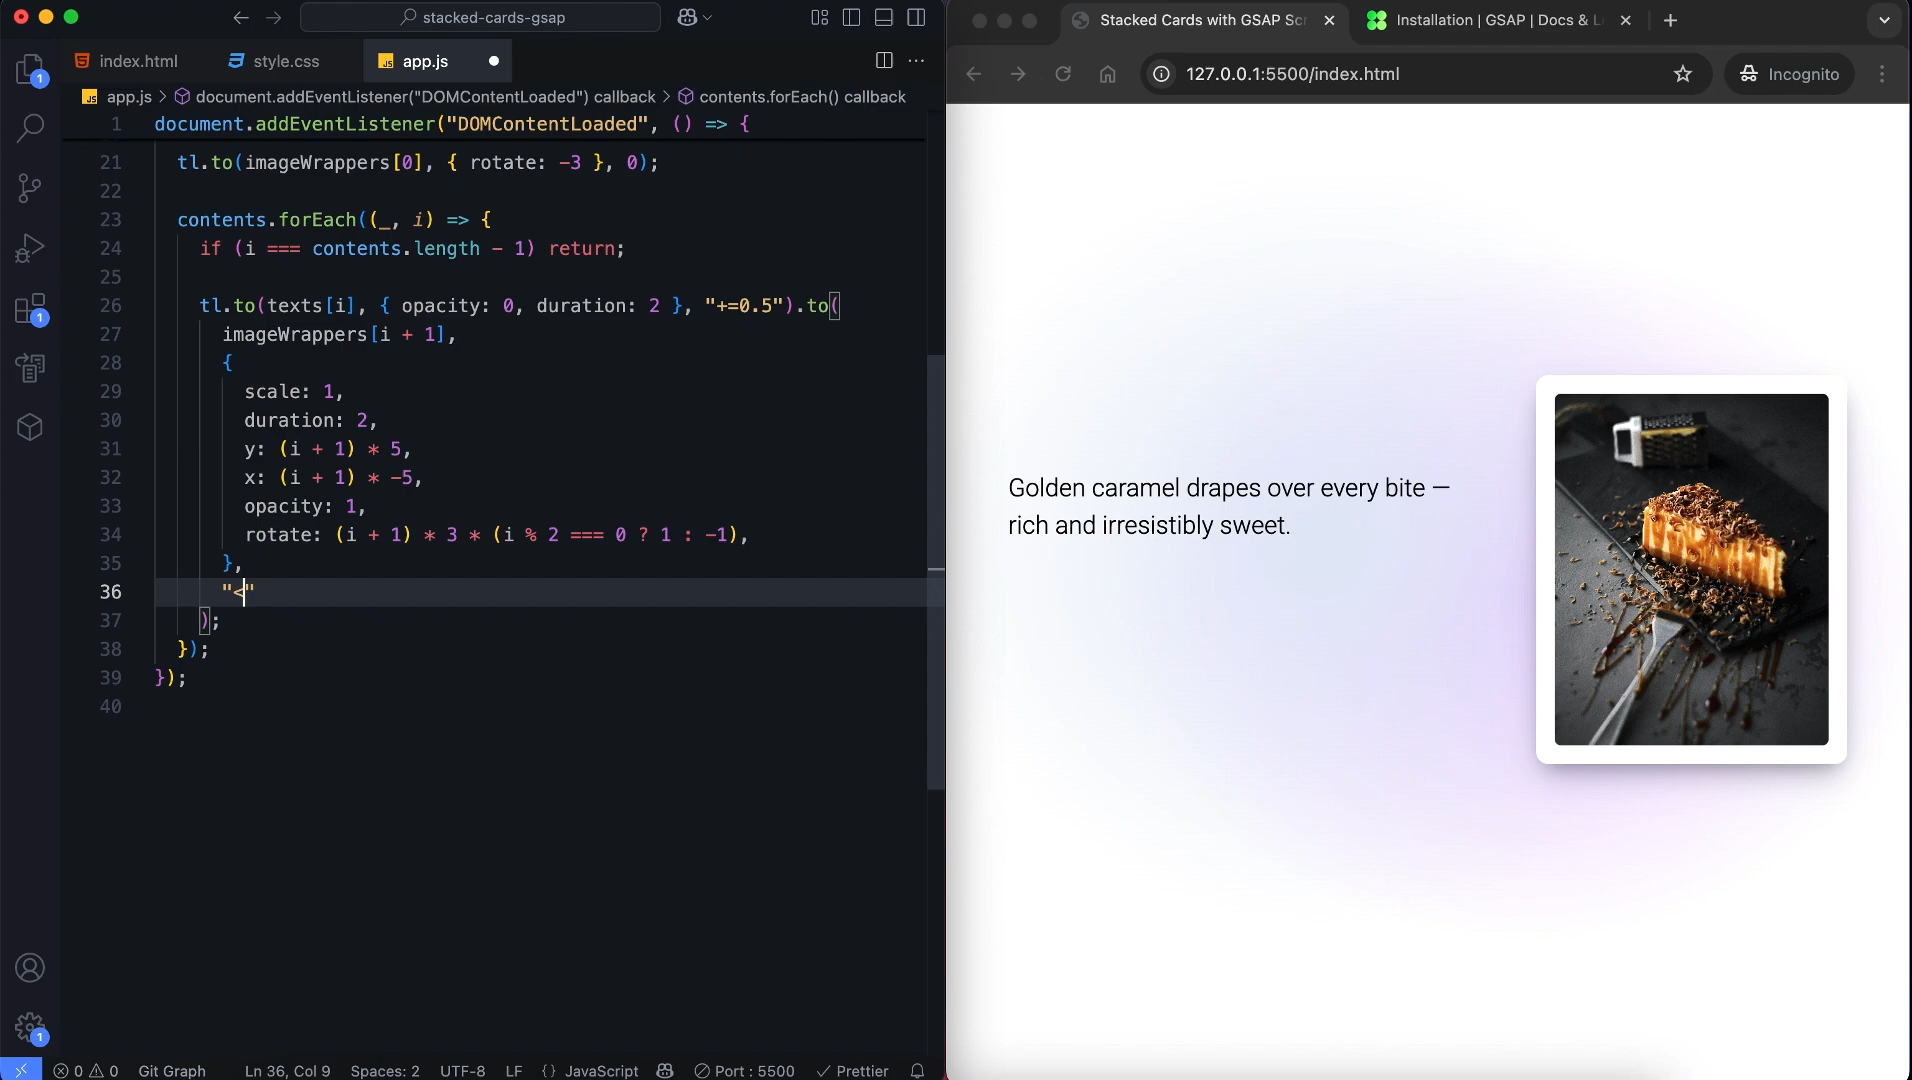 stacked-cards-gsap
index.html
style.css
app.js
app.js > document.addEventListener("DOMContentLoaded") callback > contents.forEach() callback
1 document.addEventListener("DOMContentLoaded", () => {
21 tl.to(imageWrappers[0], { rotate: -3 }, 0);
22
23 contents.forEach((_, i) => {
24 if (i === contents.length - 1) return;
25
26 tl.to(texts[i], { opacity: 0, duration: 2 }, "+=0.5").to(
27 imageWrappers[i + 1],
28 {
29 scale: 1,
30 duration: 2,
31 y: (i + 1) * 5,
32 x: (i + 1) * -5,
33 opacity: 1,
34 rotate: (i + 1) * 3 * (i % 2 === 0 ? 1 : -1),
35 },
36 "<"
37 );
38 });
39 });
40
1
1
1
0 0 Git Graph Ln 36, Col 9 Spaces: 2 UTF-8 LF {} JavaScript Port : 5500 Prettier
Stacked Cards with GSAP Scr
Installation | GSAP | Docs & L
127.0.0.1:5500/index.html
Incognito
Golden caramel drapes over every bite —
rich and irresistibly sweet.